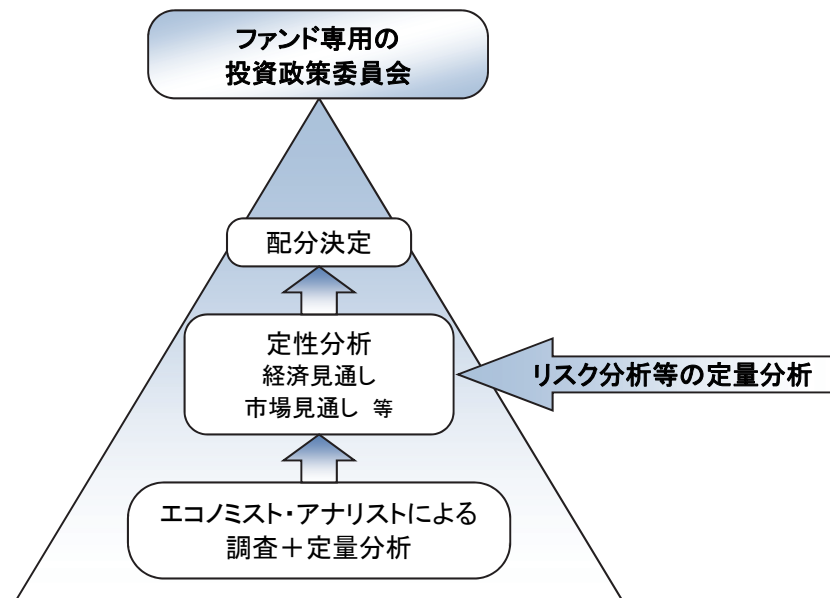 ファンド専用の
投資政策委員会
配分決定
定性分析
経済見通し
市場見通し 等
リスク分析等の定量分析
エコノミスト・アナリストによる
調査＋定量分析